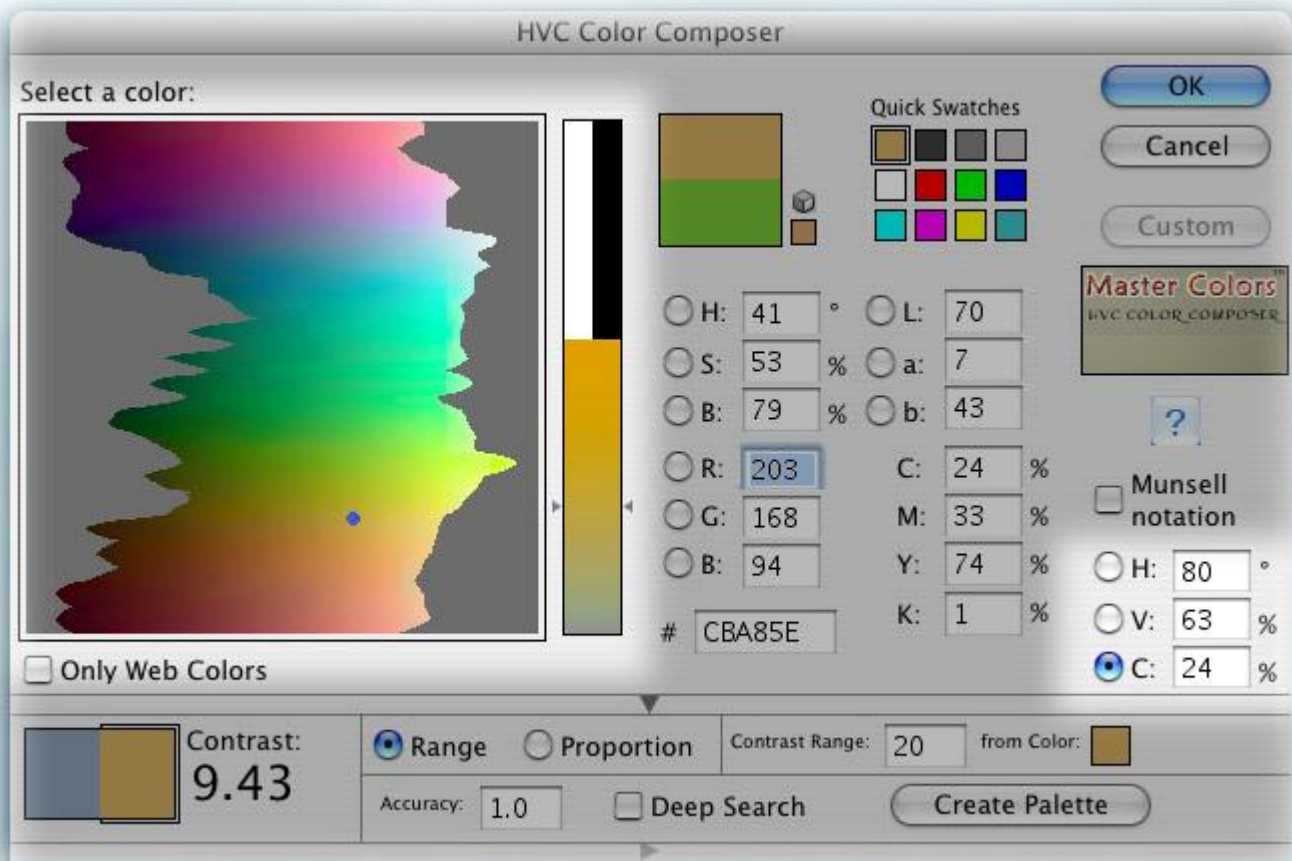 HVC Color Composer
Select a color:
Quick Swatches
OK
Cancel
Custom
Master Colors™
HVC COLOR COMPOSER
H: 41 ° L: 70
S: 53 % a: 7
B: 79 % b: 43
?
R: 203 C: 24 %
G: 168 M: 33 %
B: 94 Y: 74 %
# CBA85E K: 1 %
Munsell
notation
H: 80 °
V: 63 %
C: 24 %
Only Web Colors
Contrast:
9.43
Range Proportion Contrast Range: 20 from Color:
Accuracy: 1.0 Deep Search Create Palette